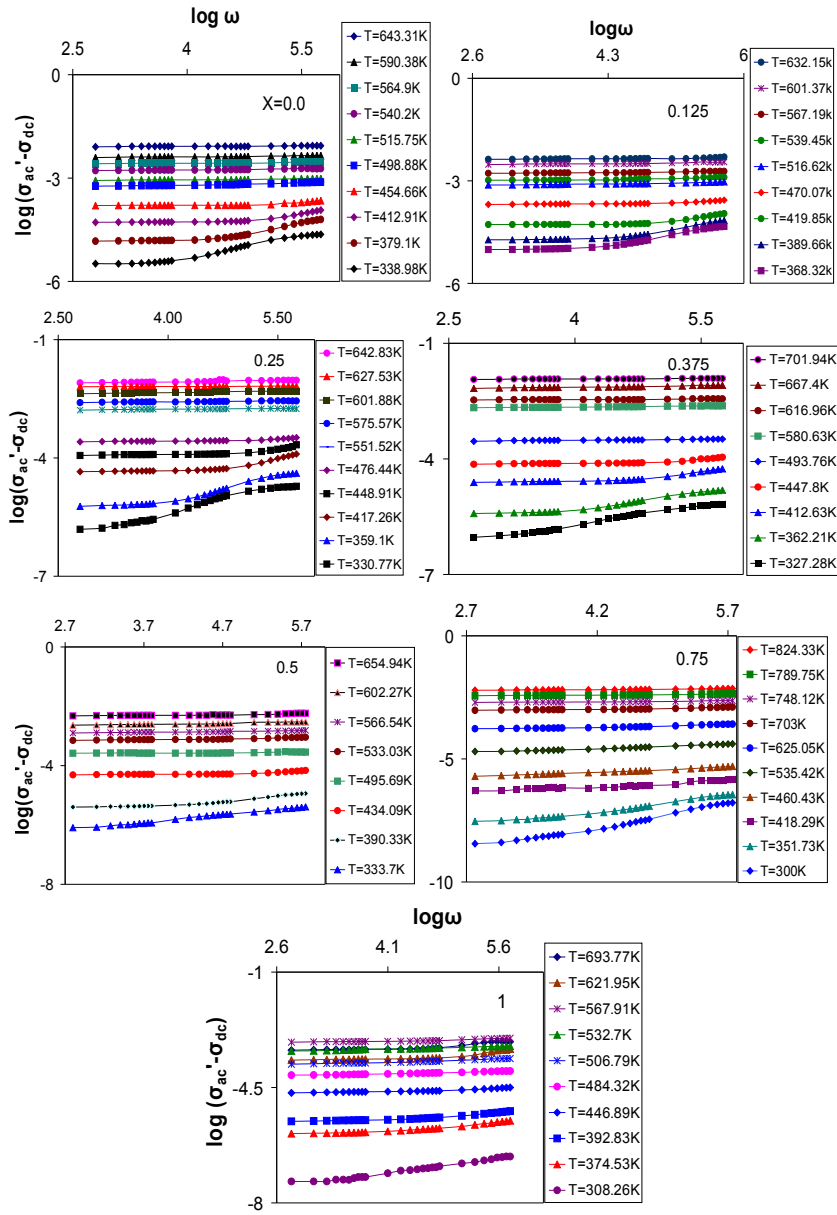 log ω
2.5 4 5.5
0
-3
-6
log (σac'-σdc)
X=0.0
T=643.31K
T=590.38K
T=564.9K
T=540.2K
T=515.75K
T=498.88K
T=454.66K
T=412.91K
T=379.1K
T=338.98K
logω
2.6 4.3 6
0
-3
-6
0.125
T=632.15k
T=601.37k
T=567.19k
T=539.45k
T=516.62k
T=470.07k
T=419.85k
T=389.66k
T=368.32k
2.50 4.00 5.50
-1
-4
-7
log(σac'-σdc)
0.25
T=642.83K
T=627.53K
T=601.88K
T=575.57K
T=551.52K
T=476.44K
T=448.91K
T=417.26K
T=359.1K
T=330.77K
2.5 4 5.5
-1
-4
-7
0.375
T=701.94K
T=667.4K
T=616.96K
T=580.63K
T=493.76K
T=447.8K
T=412.63K
T=362.21K
T=327.28K
2.7 3.7 4.7 5.7
0
-4
-8
log(σac'-σdc)
0.5
T=654.94K
T=602.27K
T=566.54K
T=533.03K
T=495.69K
T=434.09K
T=390.33K
T=333.7K
2.7 4.2 5.7
0
-5
-10
0.75
T=824.33K
T=789.75K
T=748.12K
T=703K
T=625.05K
T=535.42K
T=460.43K
T=418.29K
T=351.73K
T=300K
logω
2.6 4.1 5.6
-1
-4.5
-8
log (σac'-σdc)
1
T=693.77K
T=621.95K
T=567.91K
T=532.7K
T=506.79K
T=484.32K
T=446.89K
T=392.83K
T=374.53K
T=308.26K